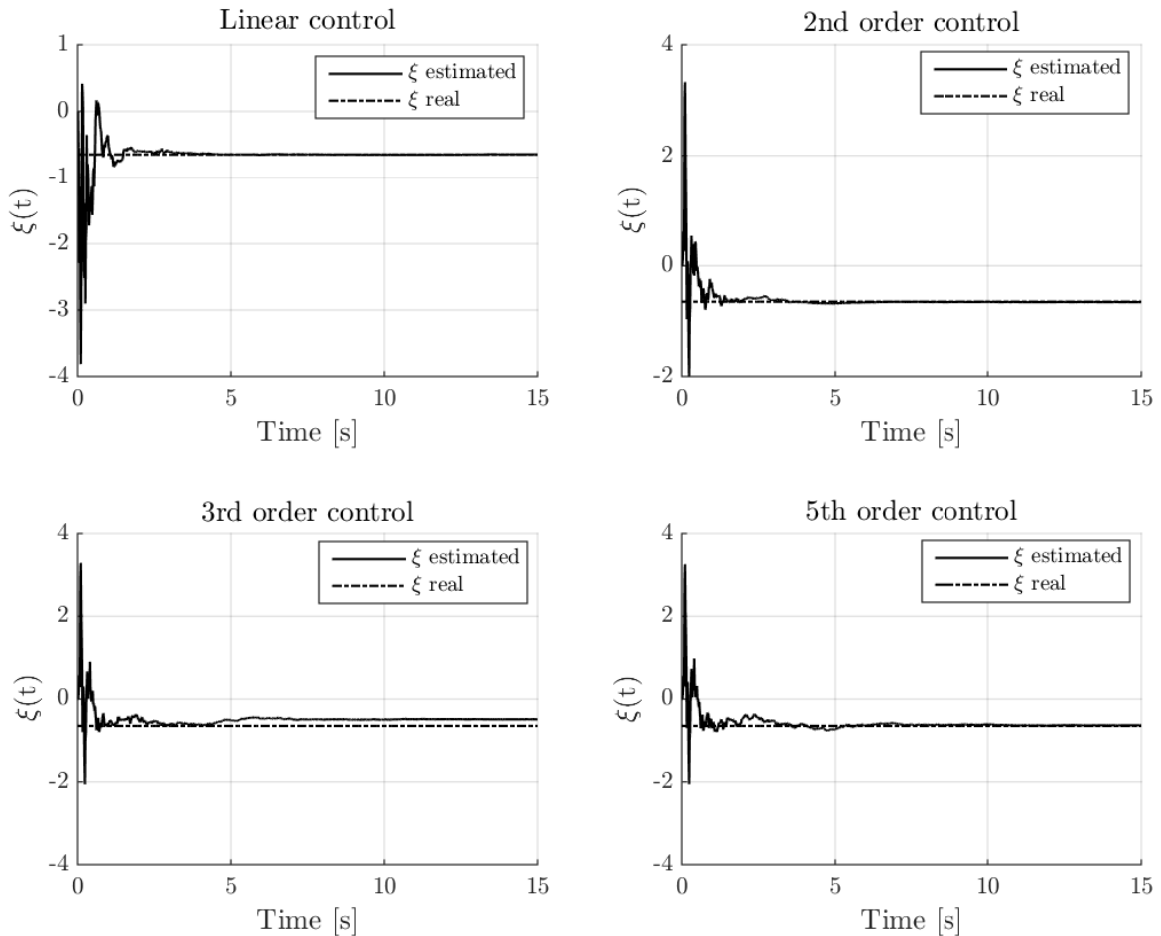 Linear control
1
0
-1
-2
-3
-4
ξ(t)
ξ estimated
ξ real
0
5
10
15
Time [s]
2nd order control
4
2
0
-2
ξ(t)
ξ estimated
ξ real
0
5
10
15
Time [s]
3rd order control
4
2
0
-2
-4
ξ(t)
ξ estimated
ξ real
0
5
10
15
Time [s]
5th order control
4
2
0
-2
-4
ξ(t)
ξ estimated
ξ real
0
5
10
15
Time [s]